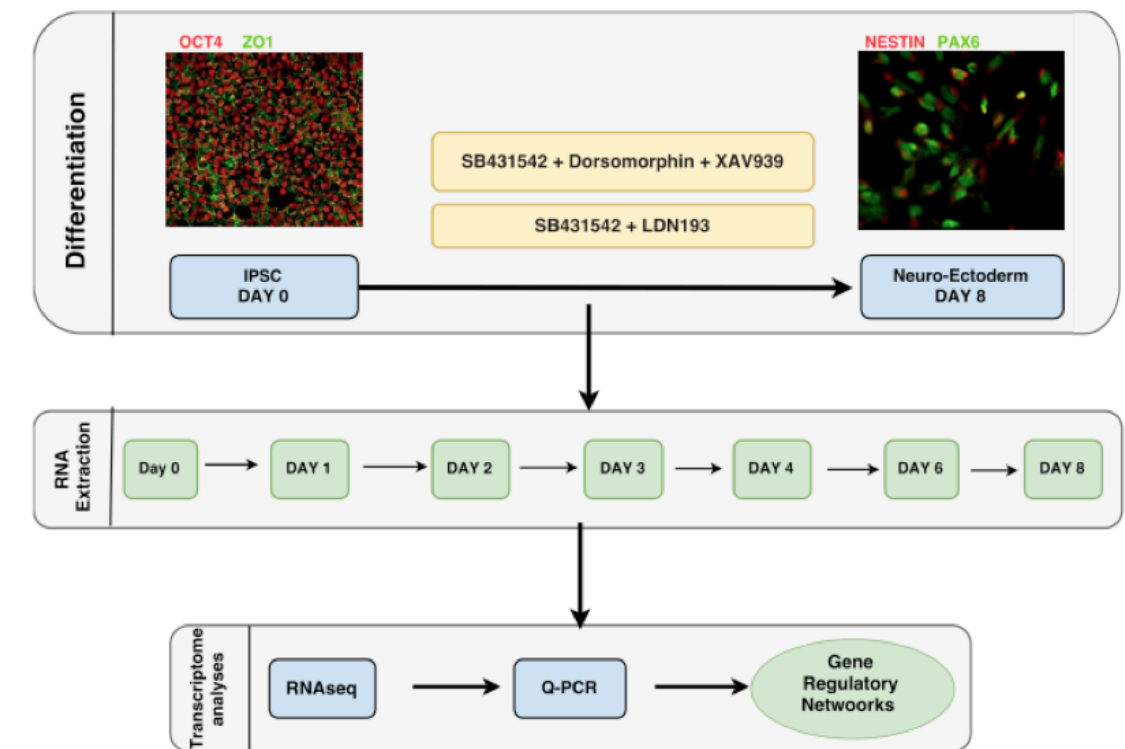 OCT4 ZO1
NESTIN PAX6
Differentiation
SB431542 + Dorsomorphin + XAV939
SB431542 + LDN193
IPSC
DAY 0
Neuro-Ectoderm
DAY 8
RNA
Extraction
Day 0
DAY 1
DAY 2
DAY 3
DAY 4
DAY 6
DAY 8
Transcriptome
analyses
RNAseq
Q-PCR
Gene
Regulatory
Netwoorks